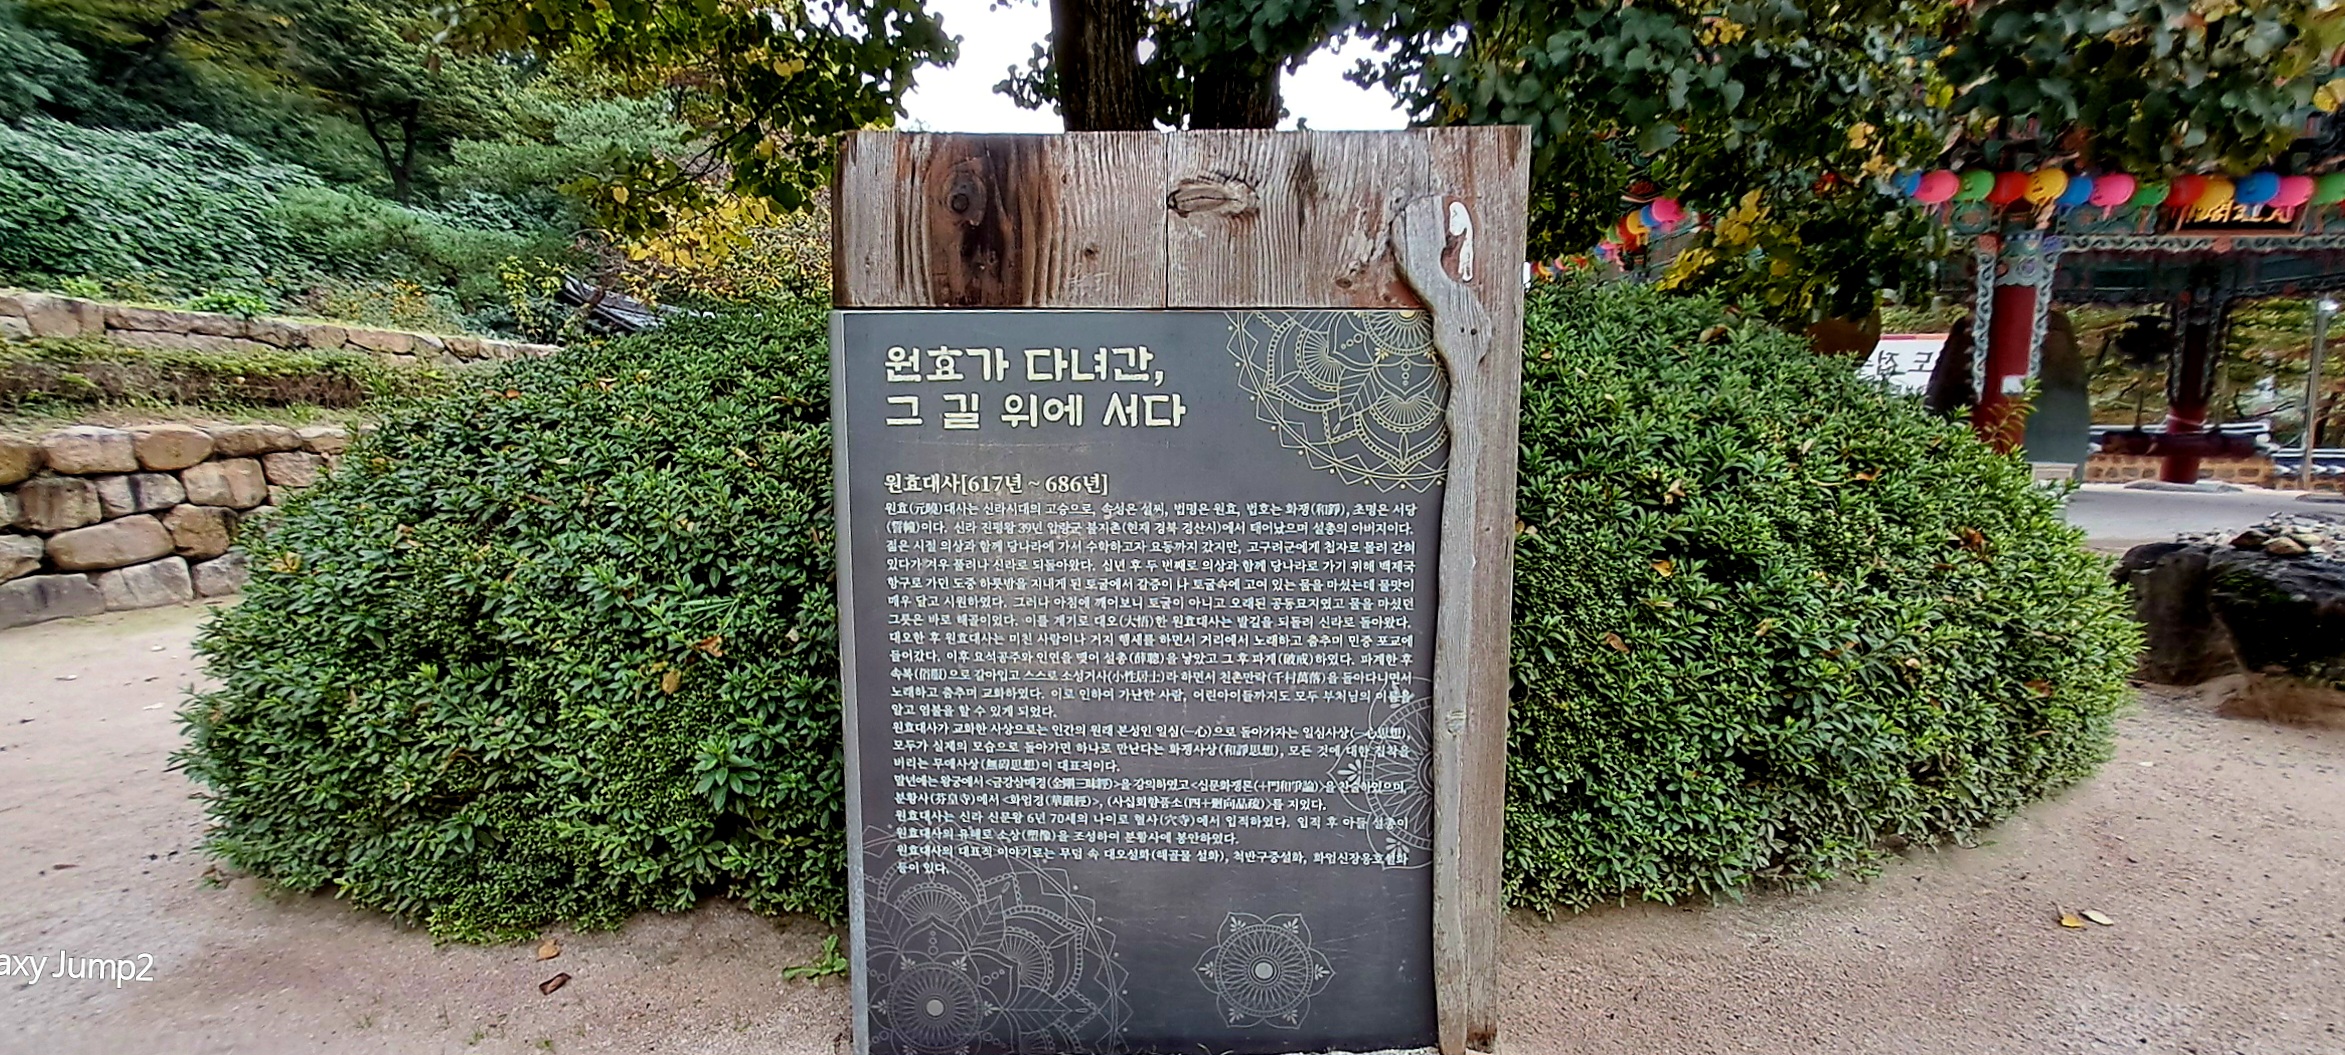 원효가 다녀간,
그 길 위에 서다
원효대사[617년 ~ 686년]
원효(元曉)대사는 신라시대의 고승으로, 속성은 설씨, 법명은 원효, 법호는 화쟁(和諍), 초명은 서당
(誓幢)이다. 신라 진평왕 39년 압량군 불지촌(현재 경북 경산시)에서 태어났으며 설총의 아버지이다.
젊은 시절 의상과 함께 당나라에 가서 수학하고자 요동까지 갔지만, 고구려군에게 첩자로 몰려 갇혀
있다가 겨우 풀려나 신라로 되돌아왔다. 십년 후 두 번째로 의상과 함께 당나라로 가기 위해 백제국
항구로 가던 도중 하룻밤을 지내게 된 토굴에서 갈증이 나 토굴속에 고여 있는 물을 마셨는데 물맛이
매우 달고 시원하였다. 그러나 아침에 깨어보니 토굴이 아니고 오래된 공동묘지였고 물을 마셨던
그릇은 바로 해골이었다. 이를 계기로 대오(大悟)한 원효대사는 발길을 되돌려 신라로 돌아왔다.
대오한 후 원효대사는 미친 사람이나 거지 행세를 하면서 거리에서 노래하고 춤추며 민중 포교에
들어갔다. 이후 요석공주와 인연을 맺어 설총(薛聰)을 낳았고 그 후 파계(破戒)하였다. 파계한 후
속복(俗服)으로 갈아입고 스스로 소성거사(小性居士)라 하면서 천촌만락(千村萬落)을 돌아다니면서
노래하고 춤추며 교화하였다. 이로 인하여 가난한 사람, 어린아이들까지도 모두 부처님의 이름을
알고 염불을 할 수 있게 되었다.
원효대사가 교화한 사상으로는 인간의 원래 본성인 일심(一心)으로 돌아가자는 일심사상(一心思想),
모두가 실제의 모습으로 돌아가면 하나로 만난다는 화쟁사상(和諍思想), 모든 것에 대한 집착을
버리는 무애사상(無碍思想)이 대표적이다.
말년에는 왕궁에서 <금강삼매경(金剛三昧經)>을 강의하였고 <십문화쟁론(十門和爭論)>을 진술하였으며,
분황사(芬皇寺)에서 <화엄경(華嚴經)>, (사십회향품소(四十廻向品疏)>를 지었다.
원효대사는 신라 신문왕 6년 70세의 나이로 혈사(穴寺)에서 입적하였다. 입적 후 아들 설총이
원효대사의 유해로 소상(塑像)을 조성하여 분황사에 봉안하였다.
원효대사의 대표적 이야기로는 무덤 속 대오설화(해골물 설화), 척반구중설화, 화엄신장옹호설화
등이 있다.
axy Jump2